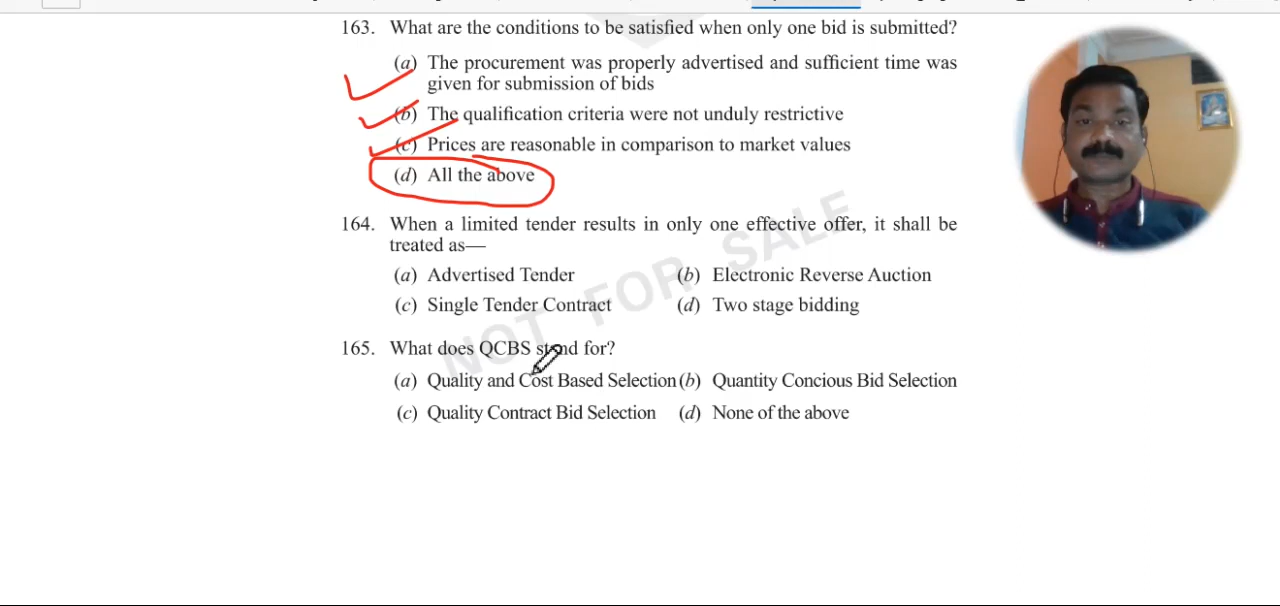 163. What are the conditions to be satisfied when only one bid is submitted?
(a) The procurement was properly advertised and sufficient time was
given for submission of bids
(b) The qualification criteria were not unduly restrictive
(c) Prices are reasonable in comparison to market values
(d) All the above
164. When a limited tender results in only one effective offer, it shall be
treated as—
(a) Advertised Tender (b) Electronic Reverse Auction
(c) Single Tender Contract (d) Two stage bidding
165. What does QCBS stand for?
(a) Quality and Cost Based Selection (b) Quantity Concious Bid Selection
(c) Quality Contract Bid Selection (d) None of the above
NOT FOR SALE